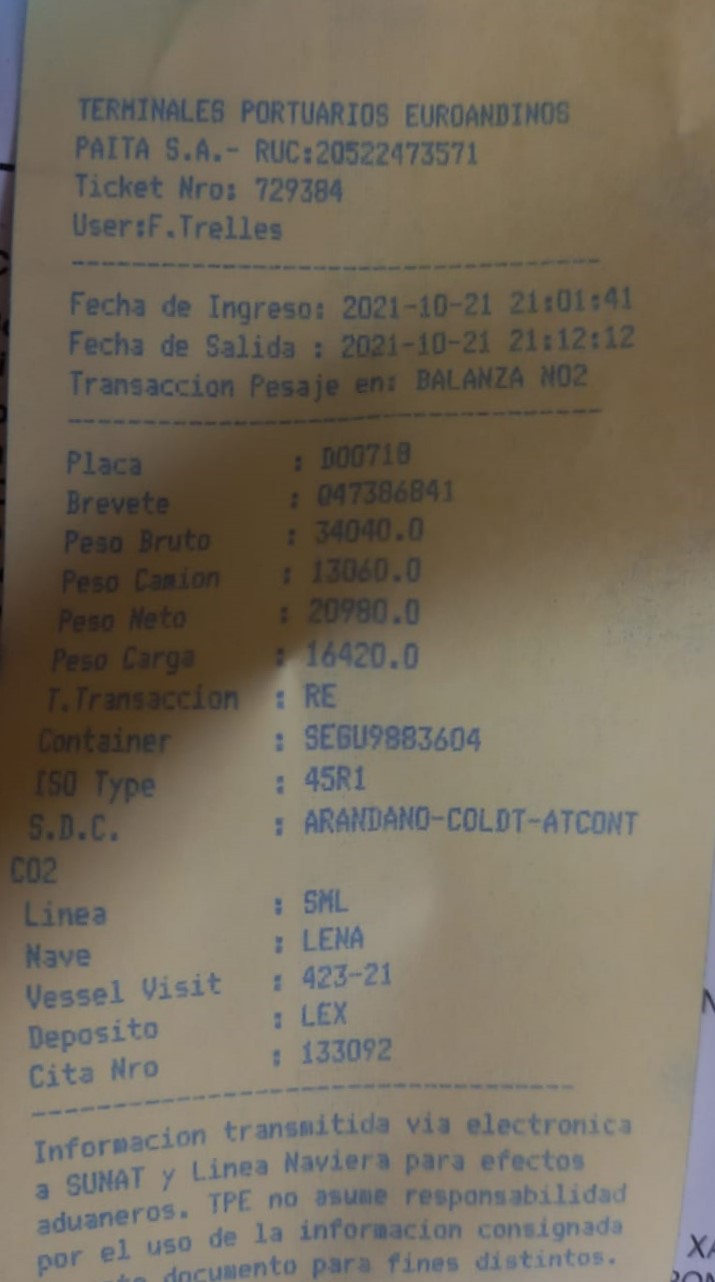 TERMINALES PORTUARIOS EUROANDINOS
PAITA S.A.- RUC:20522473571
Ticket Nro: 729384
User:F.Trelles
Fecha de Ingreso: 2021-10-21 21:01:41
Fecha de Salida : 2021-10-21 21:12:12
Transaccion Pesaje en: BALANZA NO2
Placa : D00718
Brevete : 047386841
Peso Bruto : 34040.0
Peso Camion : 13060.0
Peso Neto : 20980.0
Peso Carga : 16420.0
T.Transaccion : RE
Container : SEGU9883604
ISO Type : 45R1
S.D.C. : ARANDANO-COLDT-ATCONT
CO2
Linea : SML
Nave : LENA
Vessel Visit : 423-21
Deposito : LEX
Cita Nro : 133092
Informacion transmitida via electronica
a SUNAT y Linea Naviera para efectos
aduaneros. TPE no asume responsabilidad
por el uso de la informacion consignada
documento para fines distintos.